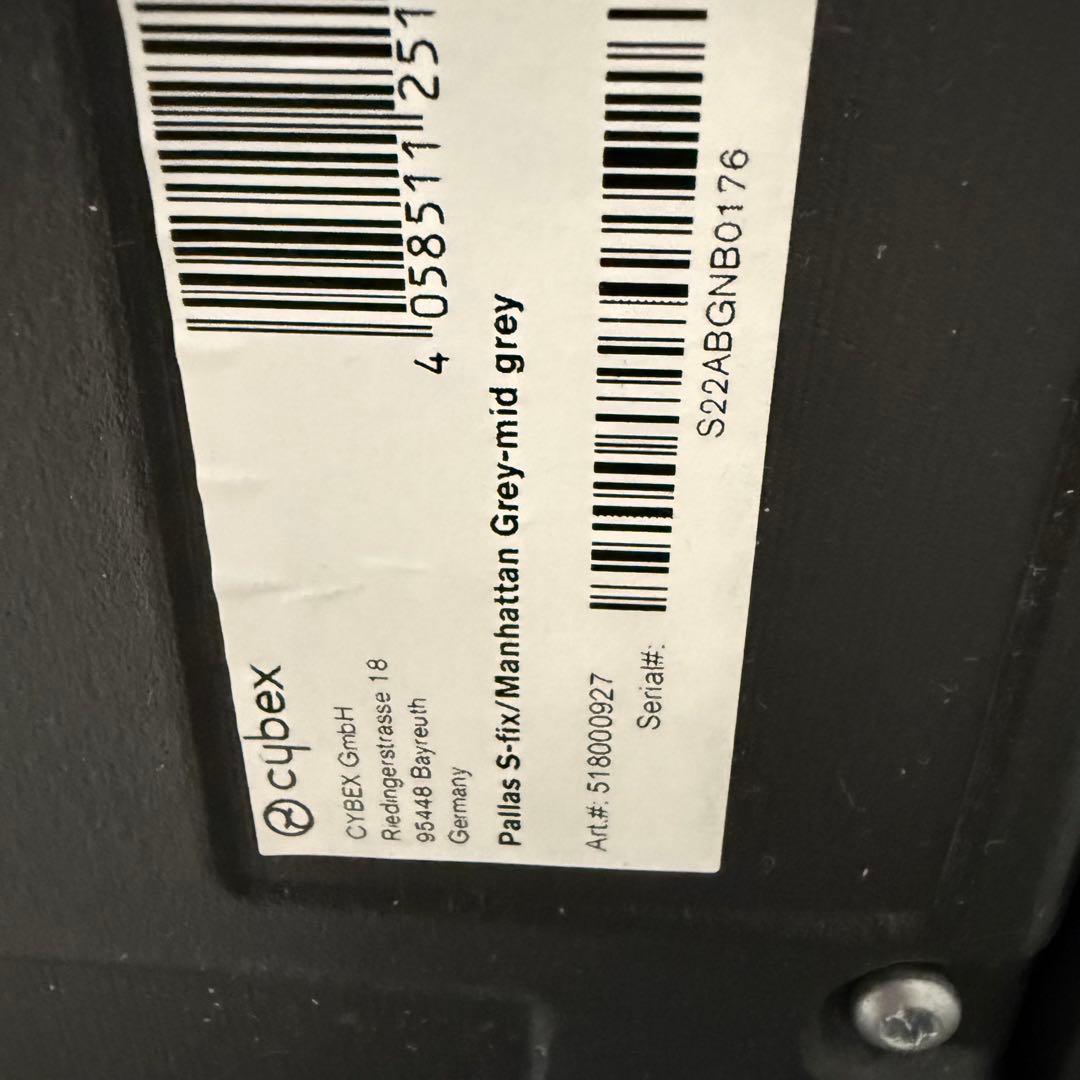 cybex
CYBEX GmbH
Riedingerstrasse 18
95448 Bayreuth
Germany
4 058511 251
Pallas S-fix/Manhattan Grey-mid grey
Art.#: 518000927
Serial#:
S22ABGNB0176